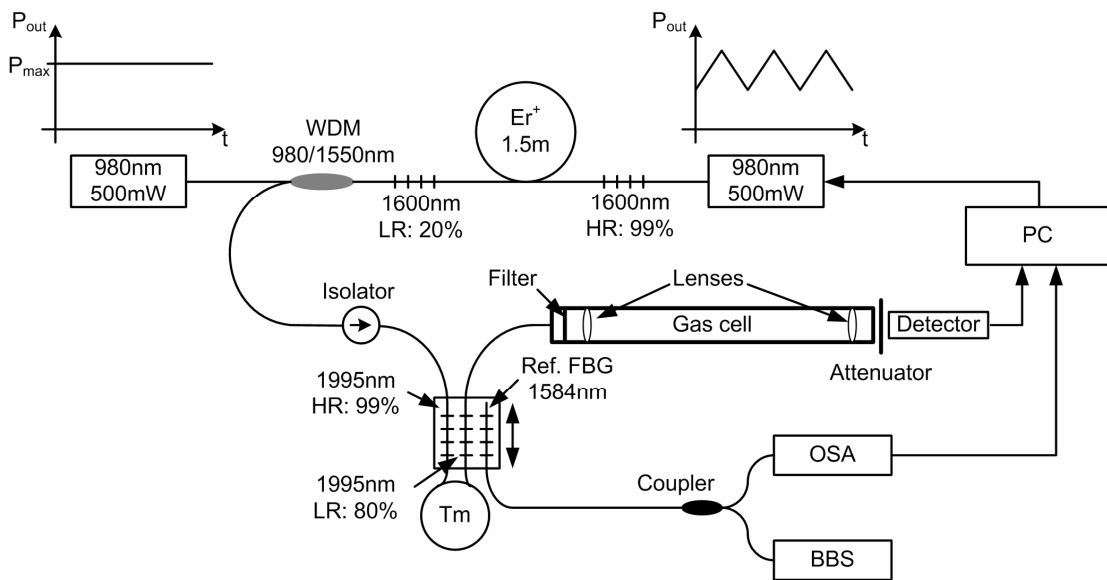 Pout
Pmax
t
WDM
980/1550nm
Er+
1.5m
Pout
t
980nm
500mW
1600nm
LR: 20%
1600nm
HR: 99%
980nm
500mW
PC
Isolator
Filter
Lenses
Gas cell
Detector
Attenuator
1995nm
HR: 99%
Ref. FBG
1584nm
1995nm
LR: 80%
Tm
Coupler
OSA
BBS